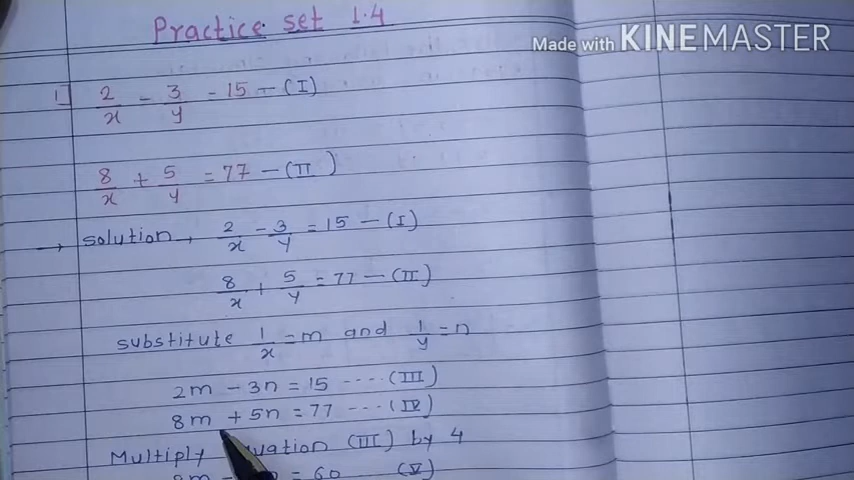 Practice set 1.4
Made with KINEMASTER
1] 2/x - 3/y = 15 - (I)
8/x + 5/y = 77 - (II)
→ solution → 2/x - 3/y = 15 - (I)
8/x + 5/y = 77 - (II)
substitute 1/x = m and 1/y = n
2m - 3n = 15 ---- (III)
8m + 5n = 77 --- (IV)
Multiply (III) by 4
= 60 (V)